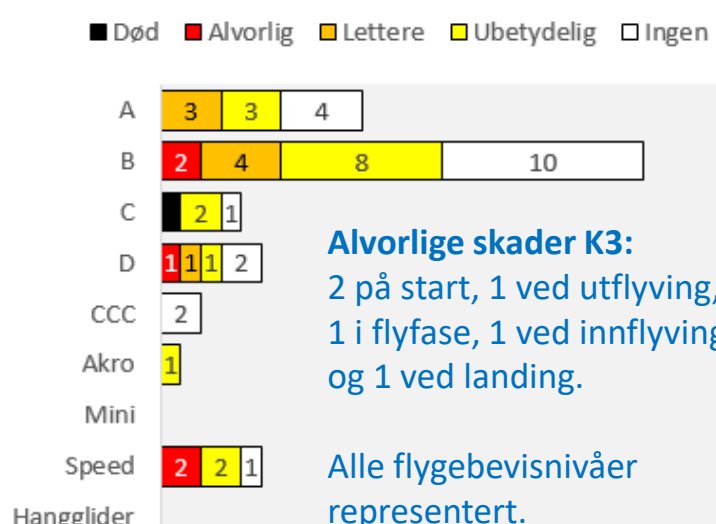 Død Alvorlig Lettere Ubetydelig Ingen
A 3 3 4
B 2 4 8 10
C 2 1
D 1 1 1 2
CCC 2
Akro 1
Mini
Speed 2 2 1
Hangglider
Alvorlige skader K3:
2 på start, 1 ved utflyving,
1 i flyfase, 1 ved innflyving
og 1 ved landing.
Alle flygebevisnivåer
representert.